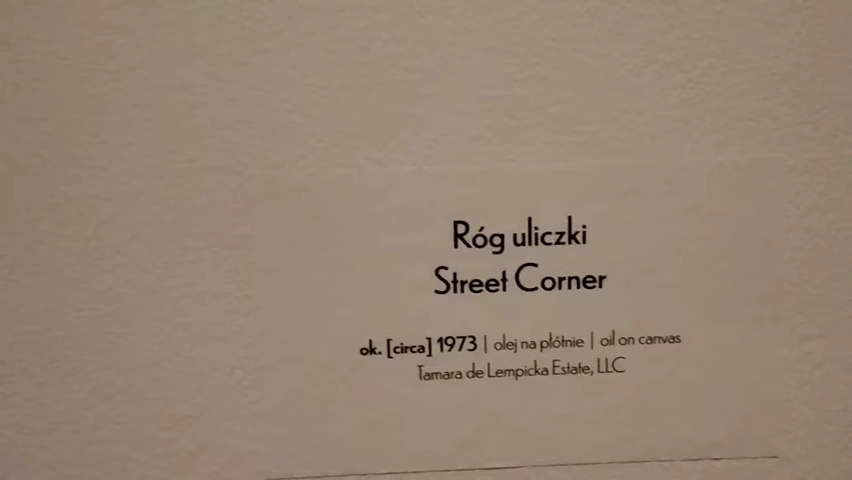 Róg uliczki
Street Corner
ok. [circa] 1973 | olej na płótnie | oil on canvas
Tamara de Lempicka Estate, LLC